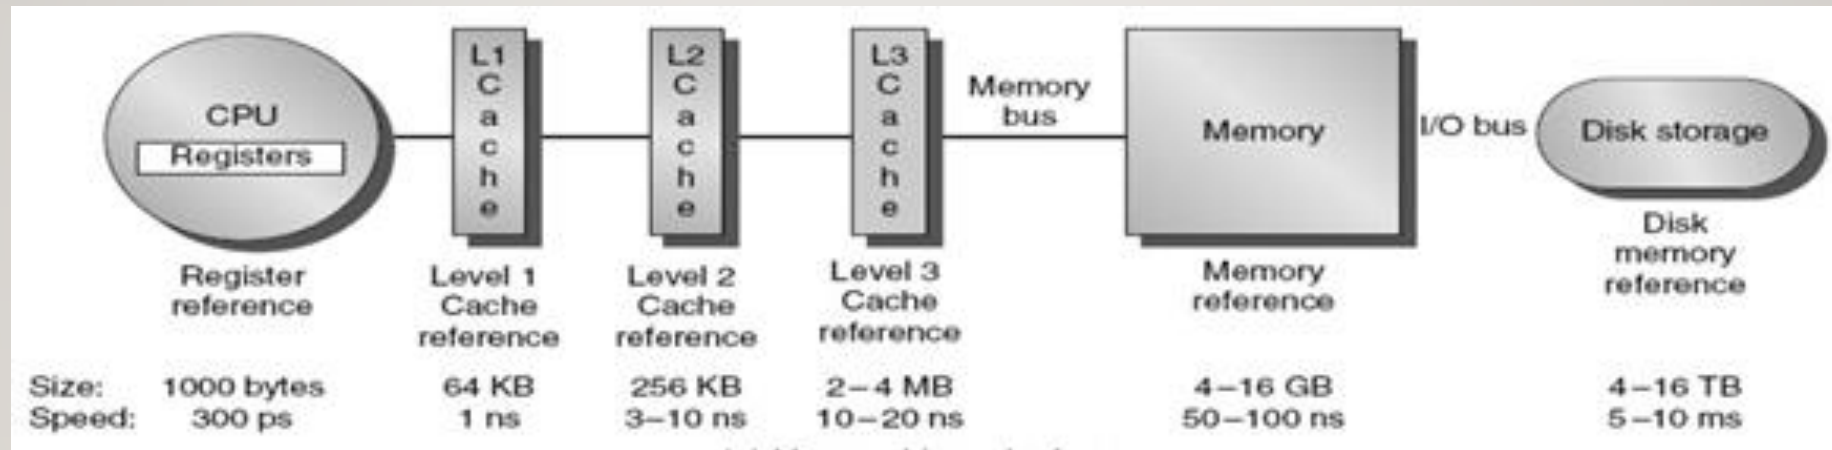 CPU
Registers
L1
Cache
L2
Cache
L3
Cache
Memory
bus
Memory
I/O bus
Disk storage
Register
reference
Level 1
Cache
reference
Level 2
Cache
reference
Level 3
Cache
reference
Memory
reference
Disk
memory
reference
Size: 1000 bytes 64 KB 256 KB 2–4 MB 4–16 GB 4–16 TB
Speed: 300 ps 1 ns 3–10 ns 10–20 ns 50–100 ns 5–10 ms